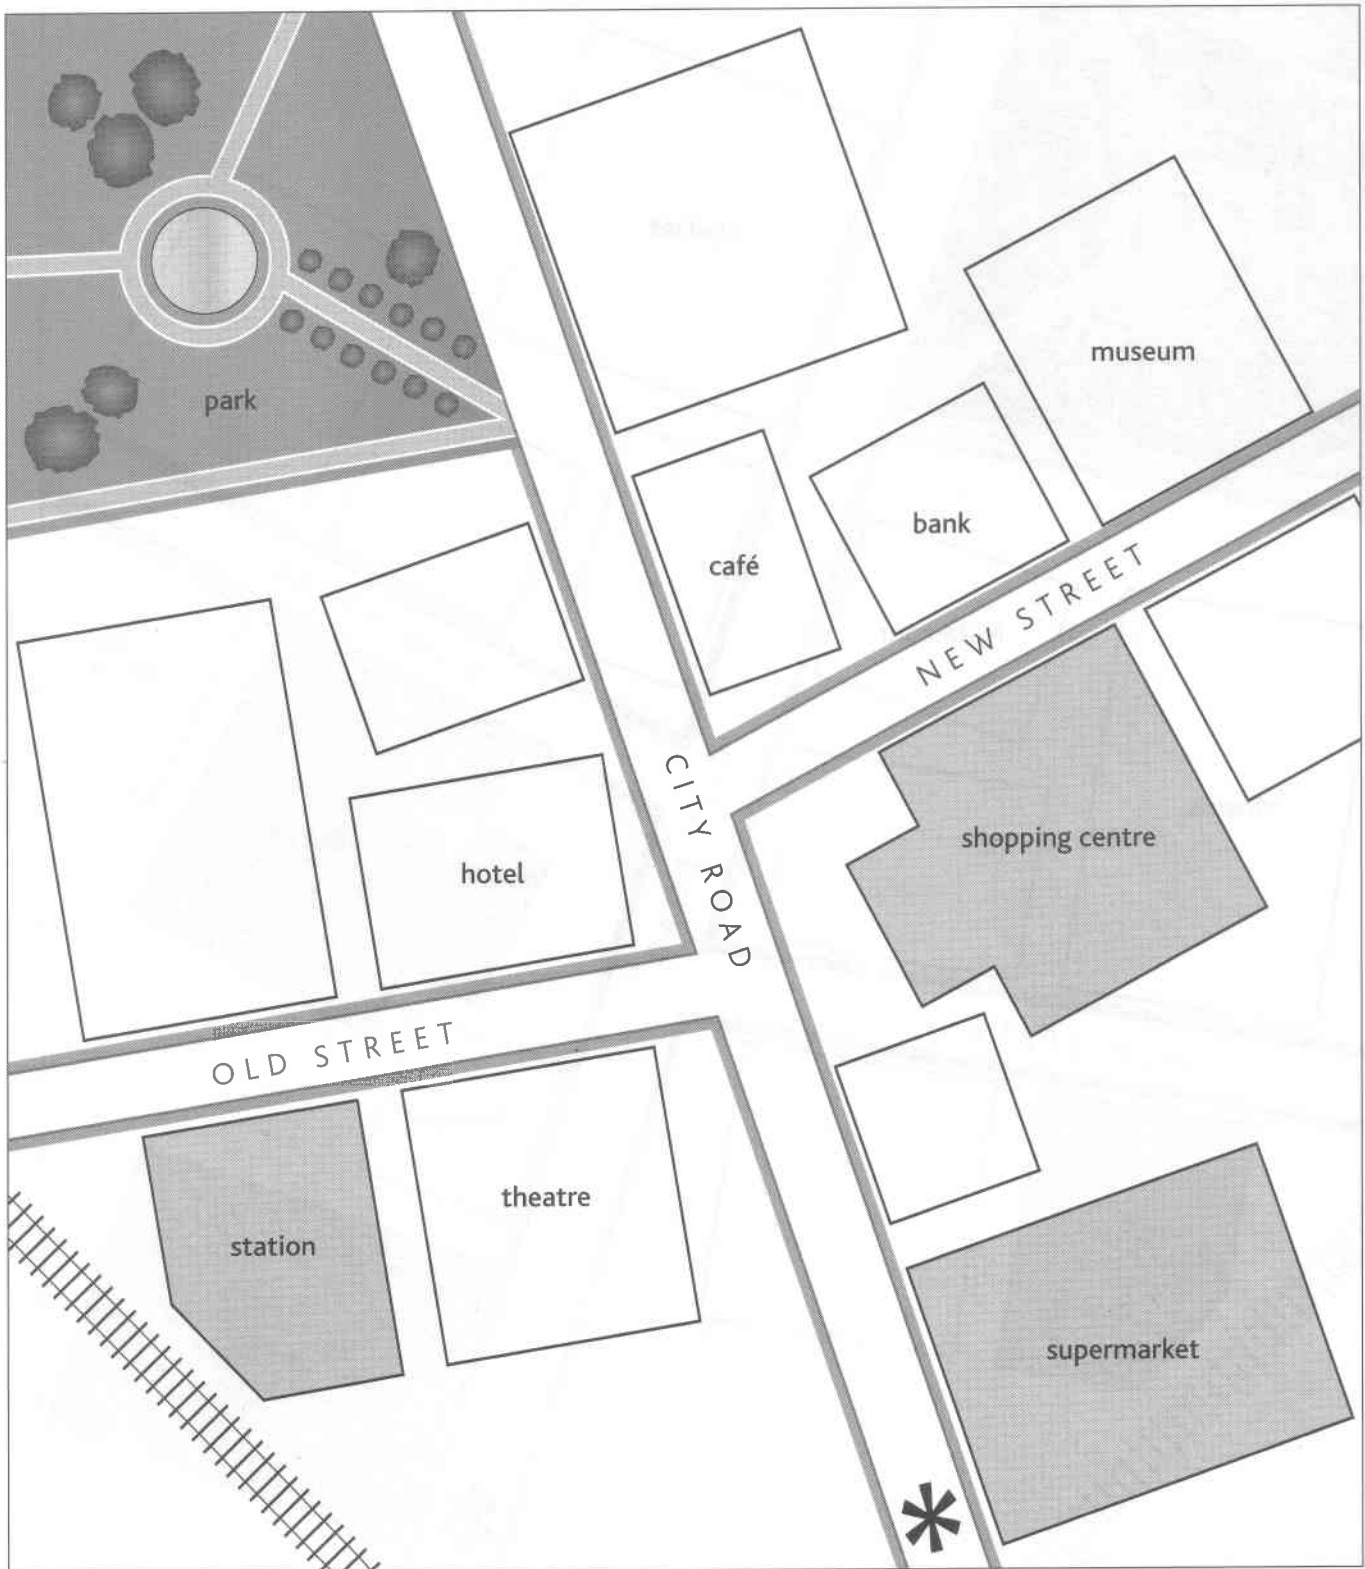 museum
park
bank
café
NEW STREET
CITY ROAD
shopping centre
hotel
OLD STREET
theatre
station
supermarket
*